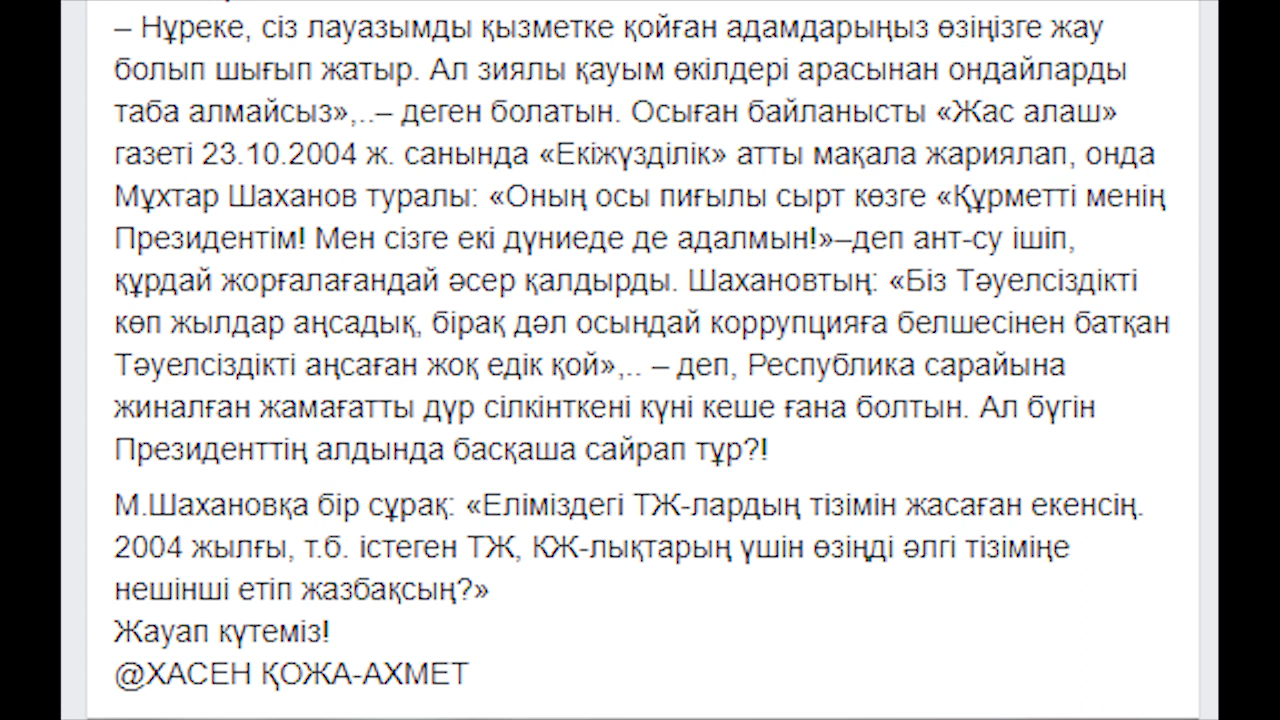 – Нұреке, сіз лауазымды қызметке қойған адамдарыңыз өзіңізге жау
болып шығып жатыр. Ал зиялы қауым өкілдері арасынан ондайларды
таба алмайсыз»,..– деген болатын. Осыған байланысты «Жас алаш»
газеті 23.10.2004 ж. санында «Екіжүзділік» атты мақала жариялап, онда
Мұхтар Шаханов туралы: «Оның осы пиғылы сырт көзге «Құрметті менің
Президентім! Мен сізге екі дүниеде де адалмын!»–деп ант-су ішіп,
құрдай жорғалағандай әсер қалдырды. Шахановтың: «Біз Тәуелсіздікті
көп жылдар аңсадық, бірақ дәл осындай коррупцияға белшесінен батқан
Тәуелсіздікті аңсаған жоқ едік қой»,.. – деп, Республика сарайына
жиналған жамағатты дүр сілкінткені күні кеше ғана болтын. Ал бүгін
Президенттің алдында басқаша сайрап тұр?!
М.Шахановқа бір сұрақ: «Еліміздегі ТЖ-лардың тізімін жасаған екенсің.
2004 жылғы, т.б. істеген ТЖ, КЖ-лықтарың үшін өзіңді әлгі тізіміңе
нешінші етіп жазбақсың?»
Жауап күтеміз!
@ХАСЕН ҚОЖА-АХМЕТ